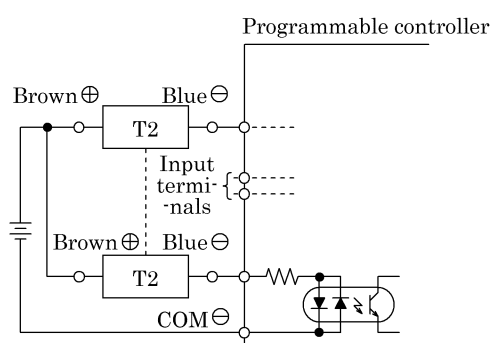 Programmable controller
Brown ⊕ Blue ⊖
T2
Input
termi-
-nals
Brown ⊕ Blue ⊖
T2
COM ⊖